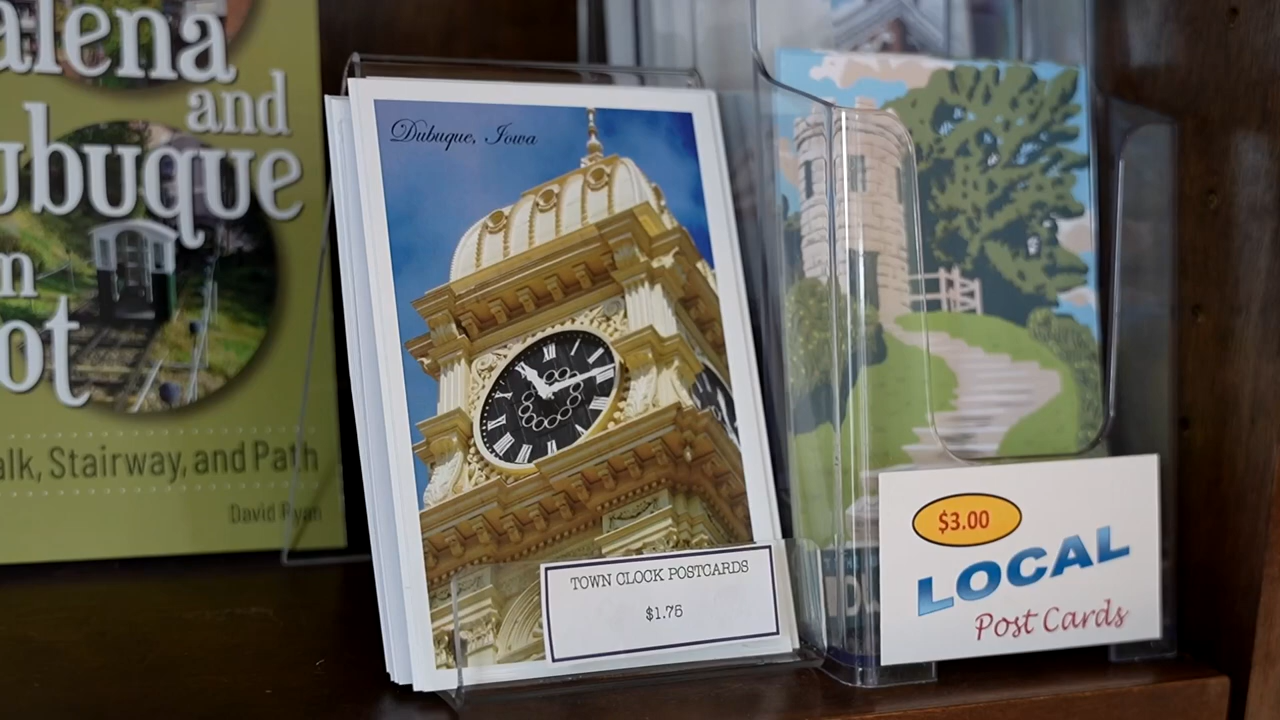 alena
and
ubuque
n
ot
alk, Stairway, and Path
David Ryan
Dubuque, Iowa
TOWN CLOCK POSTCARDS
$1.75
$3.00
LOCAL
Post Cards